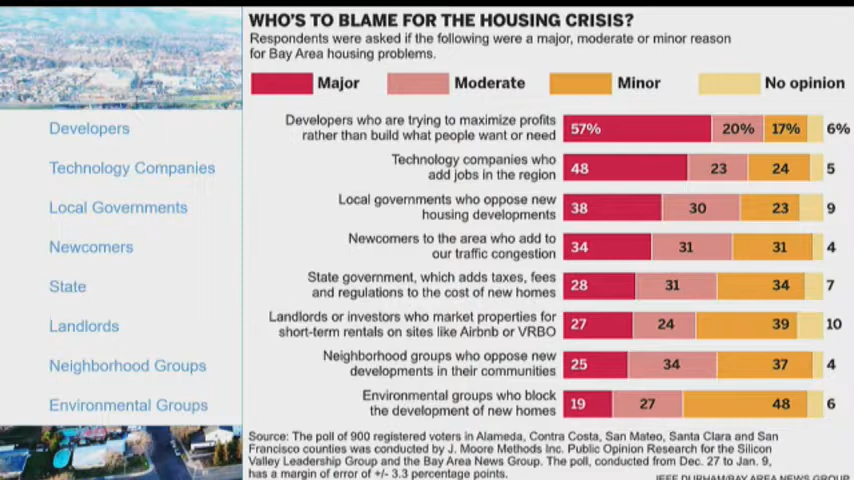 WHO'S TO BLAME FOR THE HOUSING CRISIS?
Respondents were asked if the following were a major, moderate or minor reason
for Bay Area housing problems.
Major Moderate Minor No opinion
Developers
Technology Companies
Local Governments
Newcomers
State
Landlords
Neighborhood Groups
Environmental Groups
Developers who are trying to maximize profits
rather than build what people want or need
57% 20% 17% 6%
Technology companies who
add jobs in the region
48 23 24 5
Local governments who oppose new
housing developments
38 30 23 9
Newcomers to the area who add to
our traffic congestion
34 31 31 4
State government, which adds taxes, fees
and regulations to the cost of new homes
28 31 34 7
Landlords or investors who market properties for
short-term rentals on sites like Airbnb or VRBO
27 24 39 10
Neighborhood groups who oppose new
developments in their communities
25 34 37 4
Environmental groups who block
the development of new homes
19 27 48 6
Source: The poll of 900 registered voters in Alameda, Contra Costa, San Mateo, Santa Clara and San
Francisco counties was conducted by J. Moore Methods Inc. Public Opinion Research for the Silicon
Valley Leadership Group and the Bay Area News Group. The poll, conducted from Dec. 27 to Jan. 9,
has a margin of error of +/- 3.3 percentage points.
JEFF DURHAM/BAY AREA NEWS GROUP